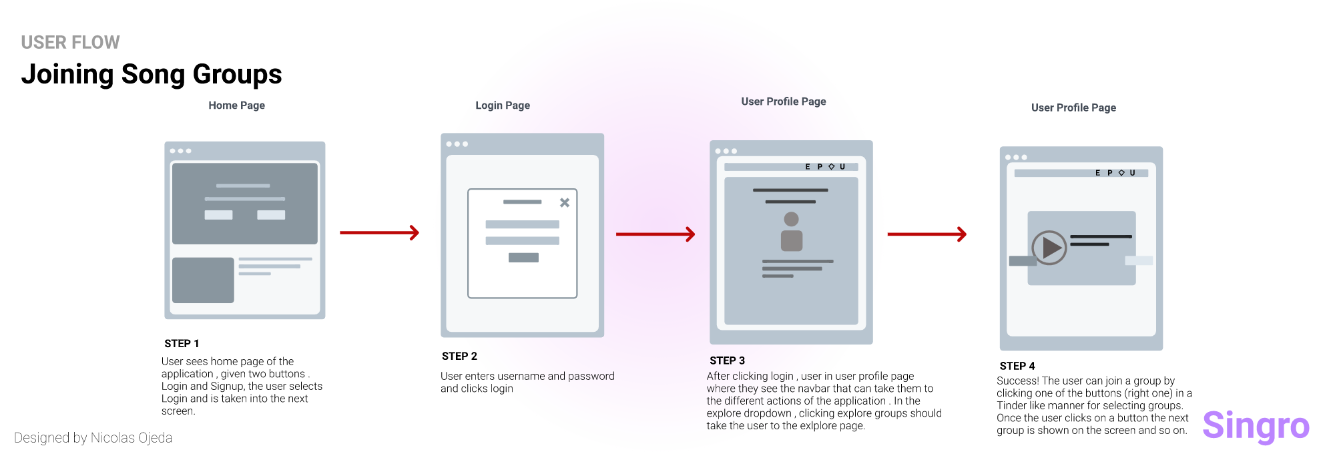 USER FLOW
Joining Song Groups
Home Page
Login Page
User Profile Page
User Profile Page
E P ◇ U
E P ◇ U
STEP 1
User sees home page of the
application , given two buttons .
Login and Signup, the user selects
Login and is taken into the next
screen.
STEP 2
User enters username and password
and clicks login
STEP 3
After clicking login , user in user profile page
where they see the navbar that can take them to
the different actions of the application . In the
explore dropdown , clicking explore groups should
take the user to the exlplore page.
STEP 4
Success! The user can join a group by
clicking one of the buttons (right one) in a
Tinder like manner for selecting groups.
Once the user clicks on a button the next
group is shown on the screen and so on.
Designed by Nicolas Ojeda
Singro